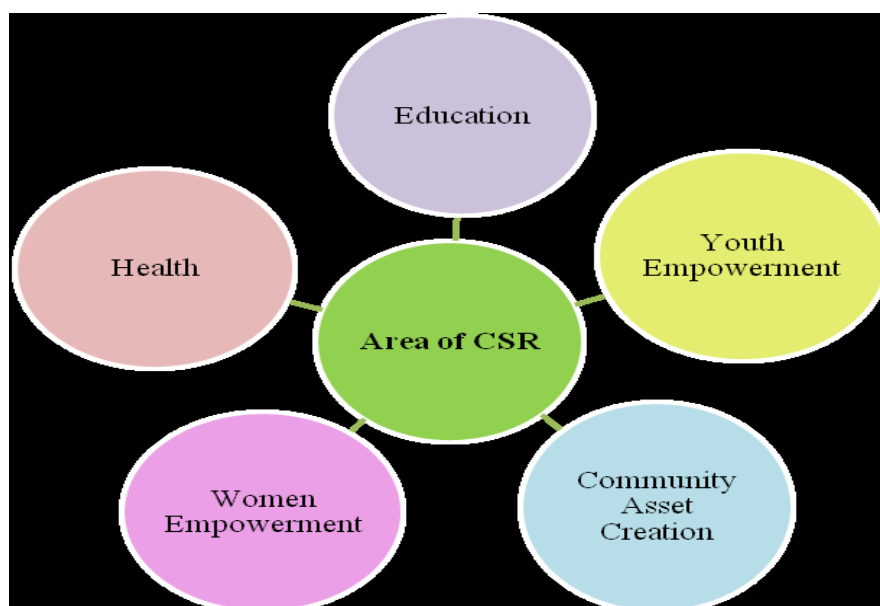 Education
Youth
Empowerment
Health
Area of CSR
Women
Empowerment
Community
Asset
Creation